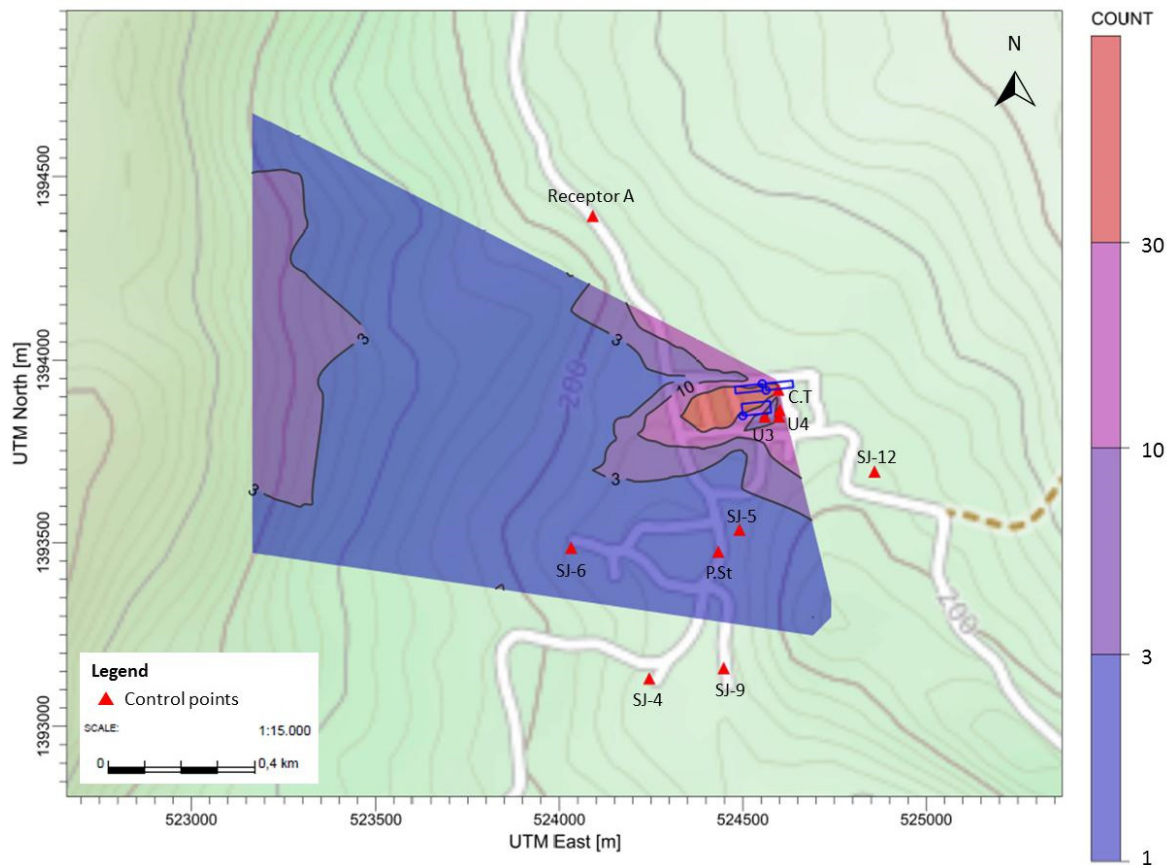 COUNT
N
30
10
3
1
UTM North [m]
1394500
1394000
1393500
1393000
Receptor A
3
3
200
10
C.T
U4
U3
3
SJ-12
3
SJ-5
SJ-6
P.St
200
SJ-4
SJ-9
Legend
Control points
SCALE:
1:15.000
0
0,4 km
523000
523500
524000
524500
525000
UTM East [m]